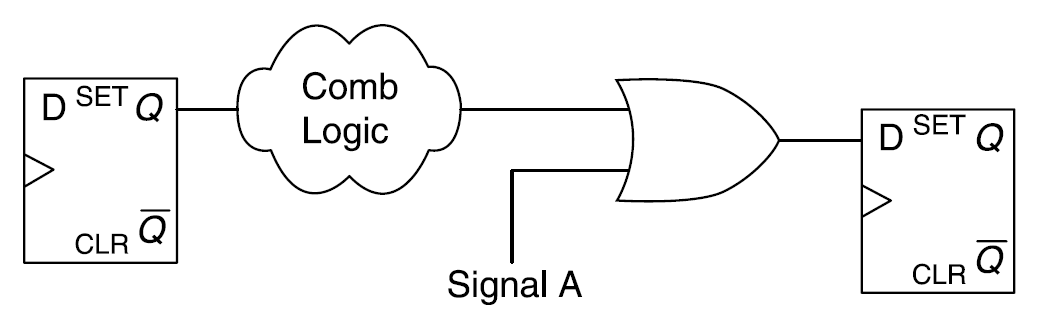 D SET Q
CLR Q̅
Comb
Logic
Signal A
D SET Q
CLR Q̅